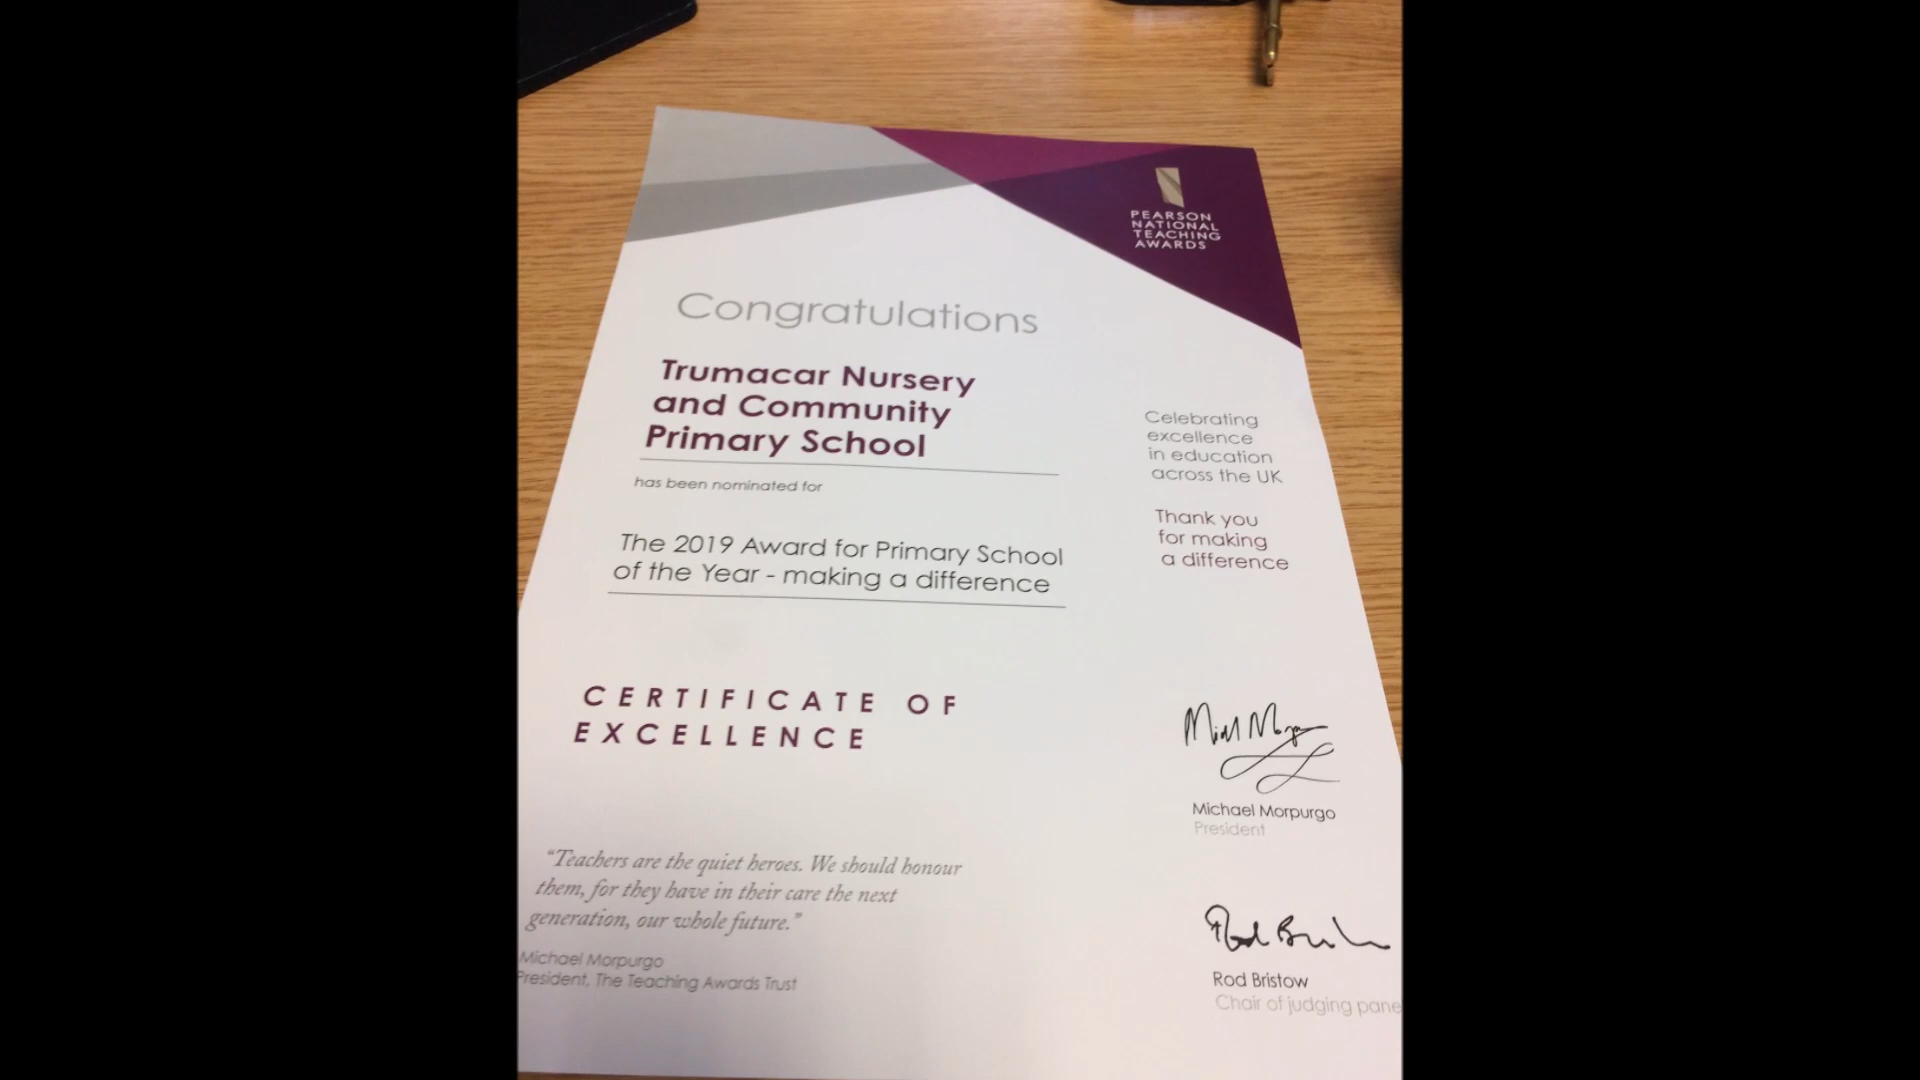 PEARSON
NATIONAL
TEACHING
AWARDS
Congratulations
Trumacar Nursery
and Community
Primary School
has been nominated for
The 2019 Award for Primary School
of the Year - making a difference
CERTIFICATE OF
EXCELLENCE
"Teachers are the quiet heroes. We should honour
them, for they have in their care the next
generation, our whole future."
Michael Morpurgo
President, The Teaching Awards Trust
Celebrating
excellence
in education
across the UK
Thank you
for making
a difference
Michael Morpurgo
President
Rod Bristow
Chair of judging pane